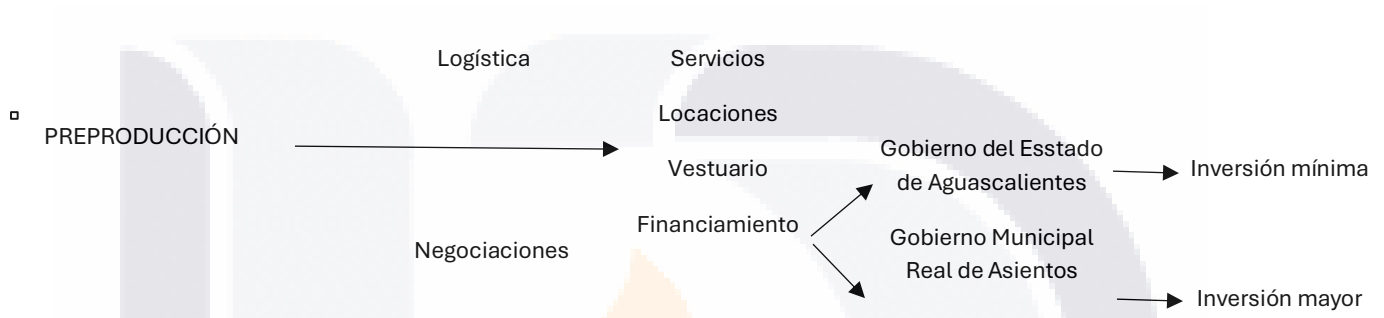 Logística
Servicios
Locaciones
PREPRODUCCIÓN
Gobierno del Esstado
de Aguascalientes
Inversión mínima
Vestuario
Financiamiento
Negociaciones
Gobierno Municipal
Real de Asientos
Inversión mayor